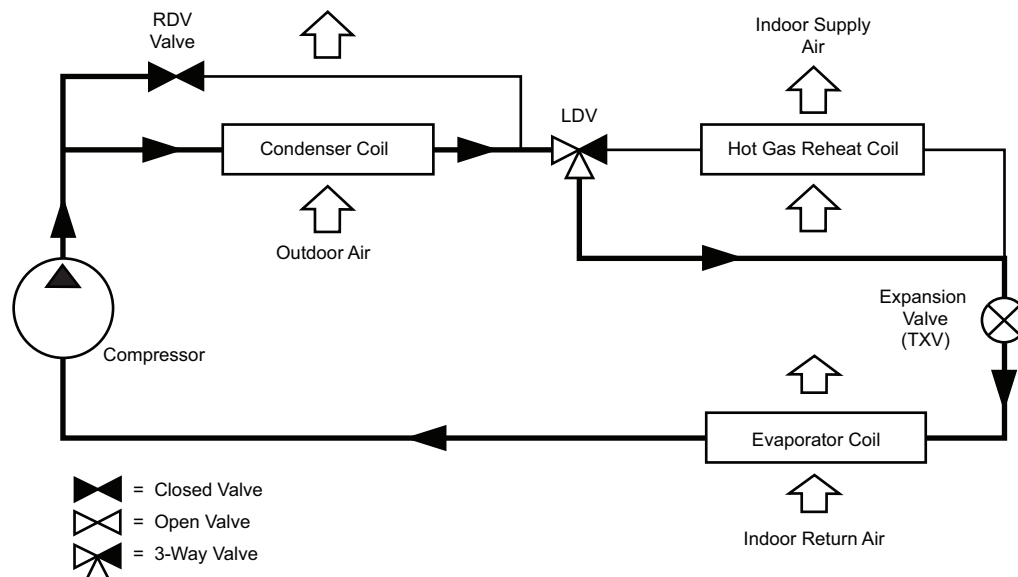 RDV
Valve
Indoor Supply
Air
LDV
Condenser Coil
Hot Gas Reheat Coil
Outdoor Air
Expansion
Valve
(TXV)
Compressor
Evaporator Coil
= Closed Valve
= Open Valve
= 3-Way Valve
Indoor Return Air